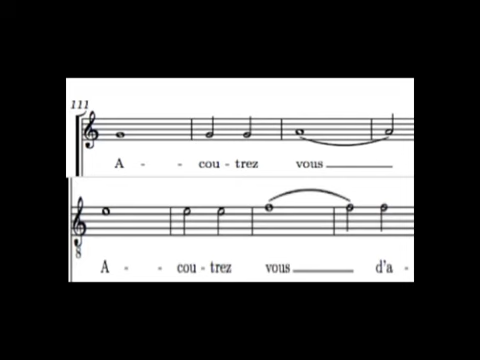 111
A - - cou - trez vous
8
A - - cou - trez vous d'a -